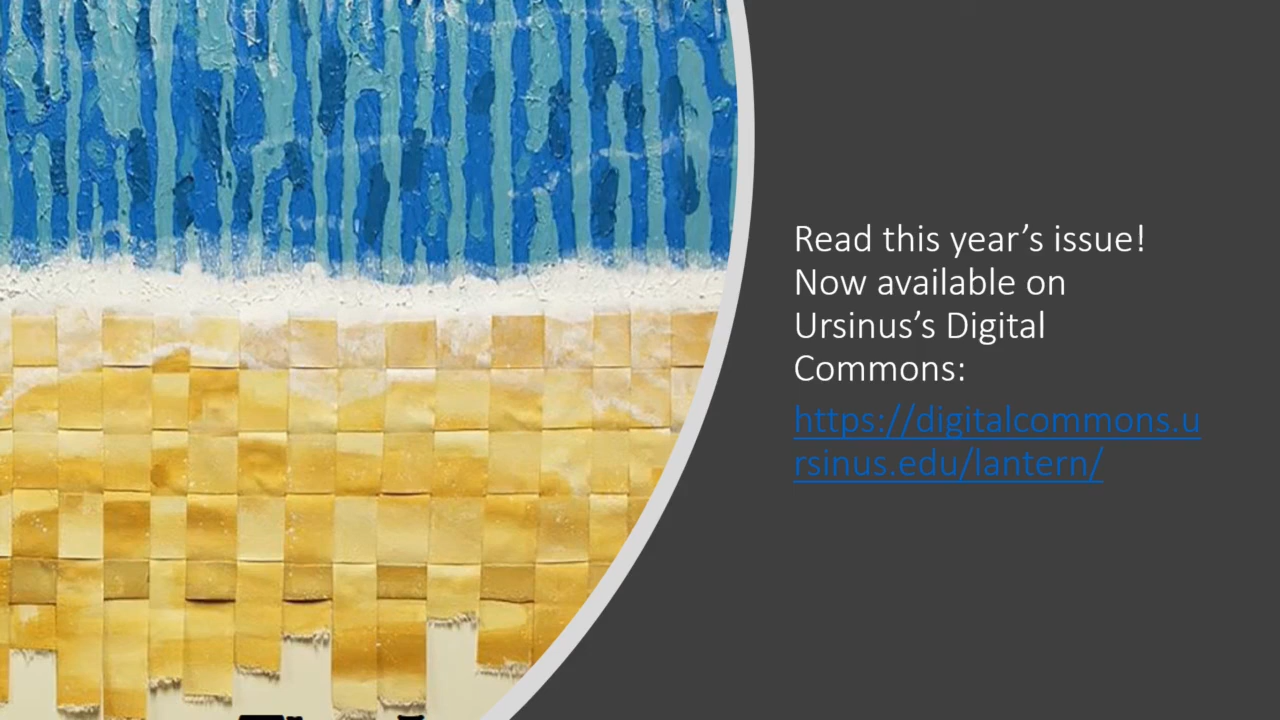 Read this year’s issue!
Now available on
Ursinus’s Digital
Commons:
https://digitalcommons.u
rsinus.edu/lantern/